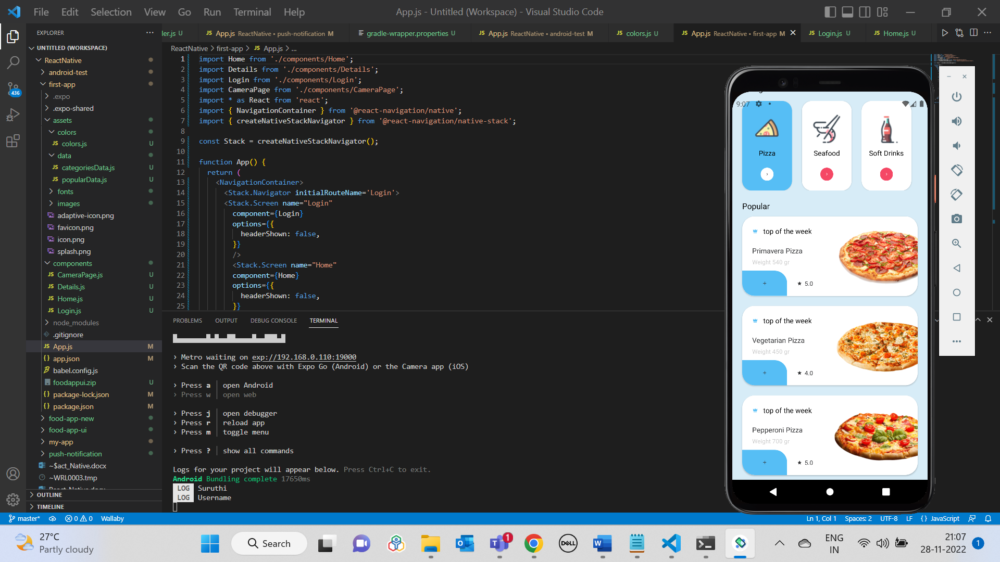 File Edit Selection View Go Run Terminal Help
App.js - Untitled (Workspace) - Visual Studio Code
EXPLORER
UNTITLED (WORKSPACE)
ReactNative
android-test
first-app
.expo
.expo-shared
assets
colors
JS colors.js U
data
JS categoriesData.js U
JS popularData.js U
fonts
images
adaptive-icon.png
favicon.png
icon.png
splash.png
components
JS CameraPage.js U
JS Details.js U
JS Home.js U
JS Login.js U
node_modules
.gitignore
JS App.js M
{} app.json M
babel.config.js
foodappui.zip U
{} package-lock.json M
{} package.json M
food-app-new
food-app-ui
my-app
push-notification
~$act_Native.docx
~WRL0003.tmp
OUTLINE
TIMELINE
436
der.js U
JS App.js ReactNative • push-notification M
gradle-wrapper.properties U
JS App.js ReactNative • android-test M
JS colors.js U
JS App.js ReactNative • first-app M
JS Login.js U
JS Home.js U
ReactNative > first-app > JS App.js > ...
1 import Home from './components/Home';
2 import Details from './components/Details';
3 import Login from './components/Login';
4 import CameraPage from './components/CameraPage';
5 import * as React from 'react';
6 import { NavigationContainer } from '@react-navigation/native';
7 import { createNativeStackNavigator } from '@react-navigation/native-stack';
8
9 const Stack = createNativeStackNavigator();
10
11 function App() {
12 return (
13 <NavigationContainer>
14 <Stack.Navigator initialRouteName='Login'>
15 <Stack.Screen name="Login"
16 component={Login}
17 options={{
18 headerShown: false,
19 }}
20 />
21 <Stack.Screen name="Home"
22 component={Home}
23 options={{
24 headerShown: false,
25 }}
PROBLEMS OUTPUT DEBUG CONSOLE TERMINAL
› Metro waiting on exp://192.168.0.110:19000
› Scan the QR code above with Expo Go (Android) or the Camera app (iOS)
› Press a │ open Android
› Press w │ open web
› Press j │ open debugger
› Press r │ reload app
› Press m │ toggle menu
› Press ? │ show all commands
Logs for your project will appear below. Press Ctrl+C to exit.
Android Bundling complete 17650ms
LOG Suruthi
LOG Username
9:07
Pizza
Seafood
Soft Drinks
Popular
top of the week
Primavera Pizza
Weight 540 gr
+ ★ 5.0
top of the week
Vegetarian Pizza
Weight 450 gr
+ ★ 4.0
top of the week
Pepperoni Pizza
Weight 700 gr
+ ★ 5.0
master* 0 0 Wallaby
Ln 1, Col 1 Spaces: 2 UTF-8 LF {} JavaScript
27°C
Partly cloudy
Search
1
DELL
ENG
IN
21:07
28-11-2022
1